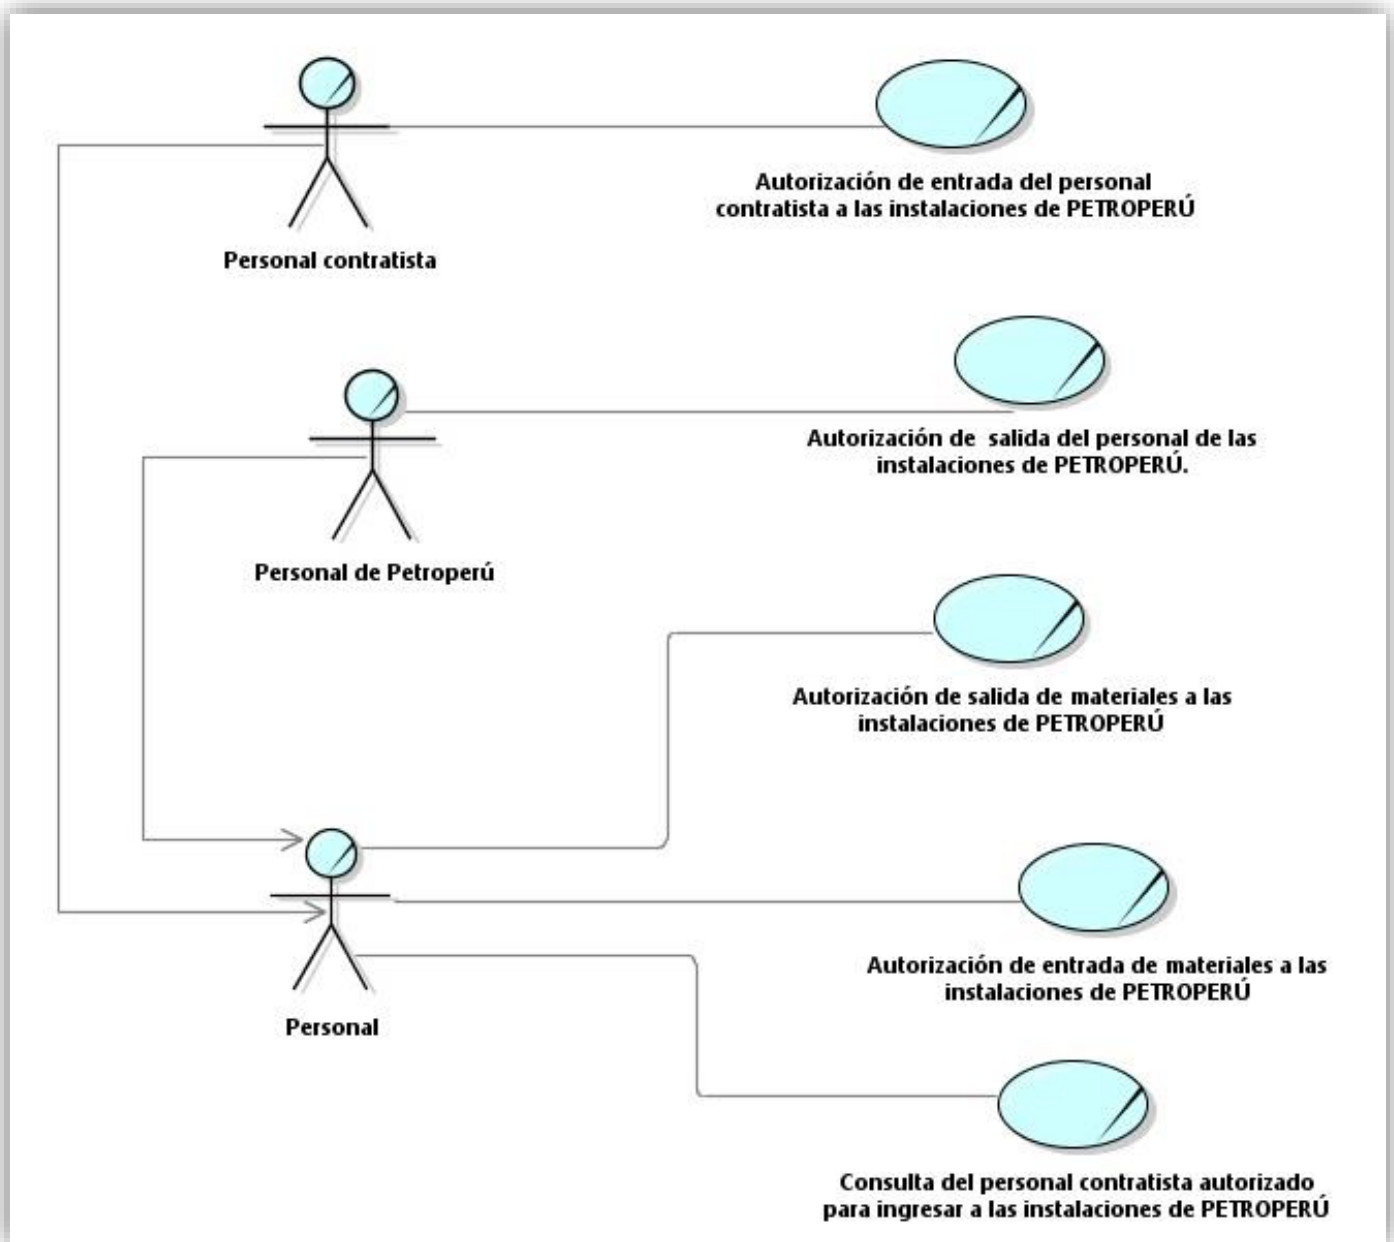 Autorización de entrada del personal
contratista a las instalaciones de PETROPERÚ
Personal contratista
Autorización de salida del personal de las
instalaciones de PETROPERÚ.
Personal de Petroperú
Autorización de salida de materiales a las
instalaciones de PETROPERÚ
Autorización de entrada de materiales a las
instalaciones de PETROPERÚ
Personal
Consulta del personal contratista autorizado
para ingresar a las instalaciones de PETROPERÚ